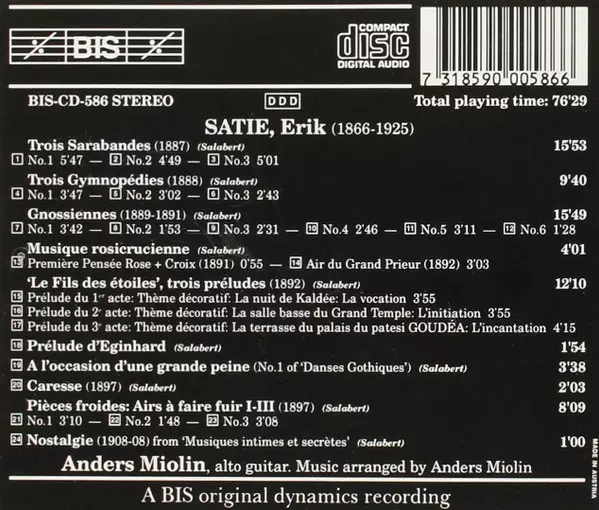 BIS
COMPACT
disc
DIGITAL AUDIO
7 318590 005866
BIS-CD-586 STEREO DDD Total playing time: 76'29
SATIE, Erik (1866-1925)
Trois Sarabandes (1887) (Salabert) 15'53
1 No.1 5'47 — 2 No.2 4'49 — 3 No.3 5'01
Trois Gymnopédies (1888) (Salabert) 9'40
4 No.1 3'47 — 5 No.2 3'02 — 6 No.3 2'43
Gnossiennes (1889-1891) (Salabert) 15'49
7 No.1 3'42 — 8 No.2 1'53 — 9 No.3 2'31 — 10 No.4 2'46 — 11 No.5 3'11 — 12 No.6 1'28
Musique rosicrucienne (Salabert) 4'01
13 Première Pensée Rose + Croix (1891) 0'55 — 14 Air du Grand Prieur (1892) 3'03
'Le Fils des étoiles', trois préludes (1892) (Salabert) 12'10
15 Prélude du 1er acte: Thème décoratif: La nuit de Kaldée: La vocation 3'55
16 Prélude du 2e acte: Thème décoratif: La salle basse du Grand Temple: L'initiation 3'55
17 Prélude du 3e acte: Thème décoratif: La terrasse du palais du patesi GOUDÉA: L'incantation 4'15
18 Prélude d'Eginhard (Salabert) 1'54
19 A l'occasion d'une grande peine (No.1 of 'Danses Gothiques') (Salabert) 3'38
20 Caresse (1897) (Salabert) 2'03
Pièces froides: Airs à faire fuir I-III (1897) (Salabert) 8'09
21 No.1 3'10 — 22 No.2 1'48 — 23 No.3 3'08
24 Nostalgie (1908-08) from 'Musiques intimes et secrètes' (Salabert) 1'00
Anders Miolin, alto guitar. Music arranged by Anders Miolin
A BIS original dynamics recording
MADE IN AUSTRIA